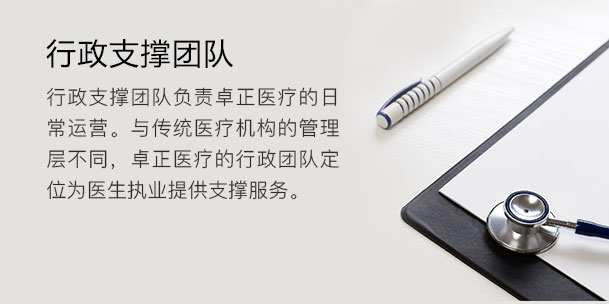 行政支撑团队
行政支撑团队负责卓正医疗的日
常运营。与传统医疗机构的管理
层不同，卓正医疗的行政团队定
位为医生执业提供支撑服务。